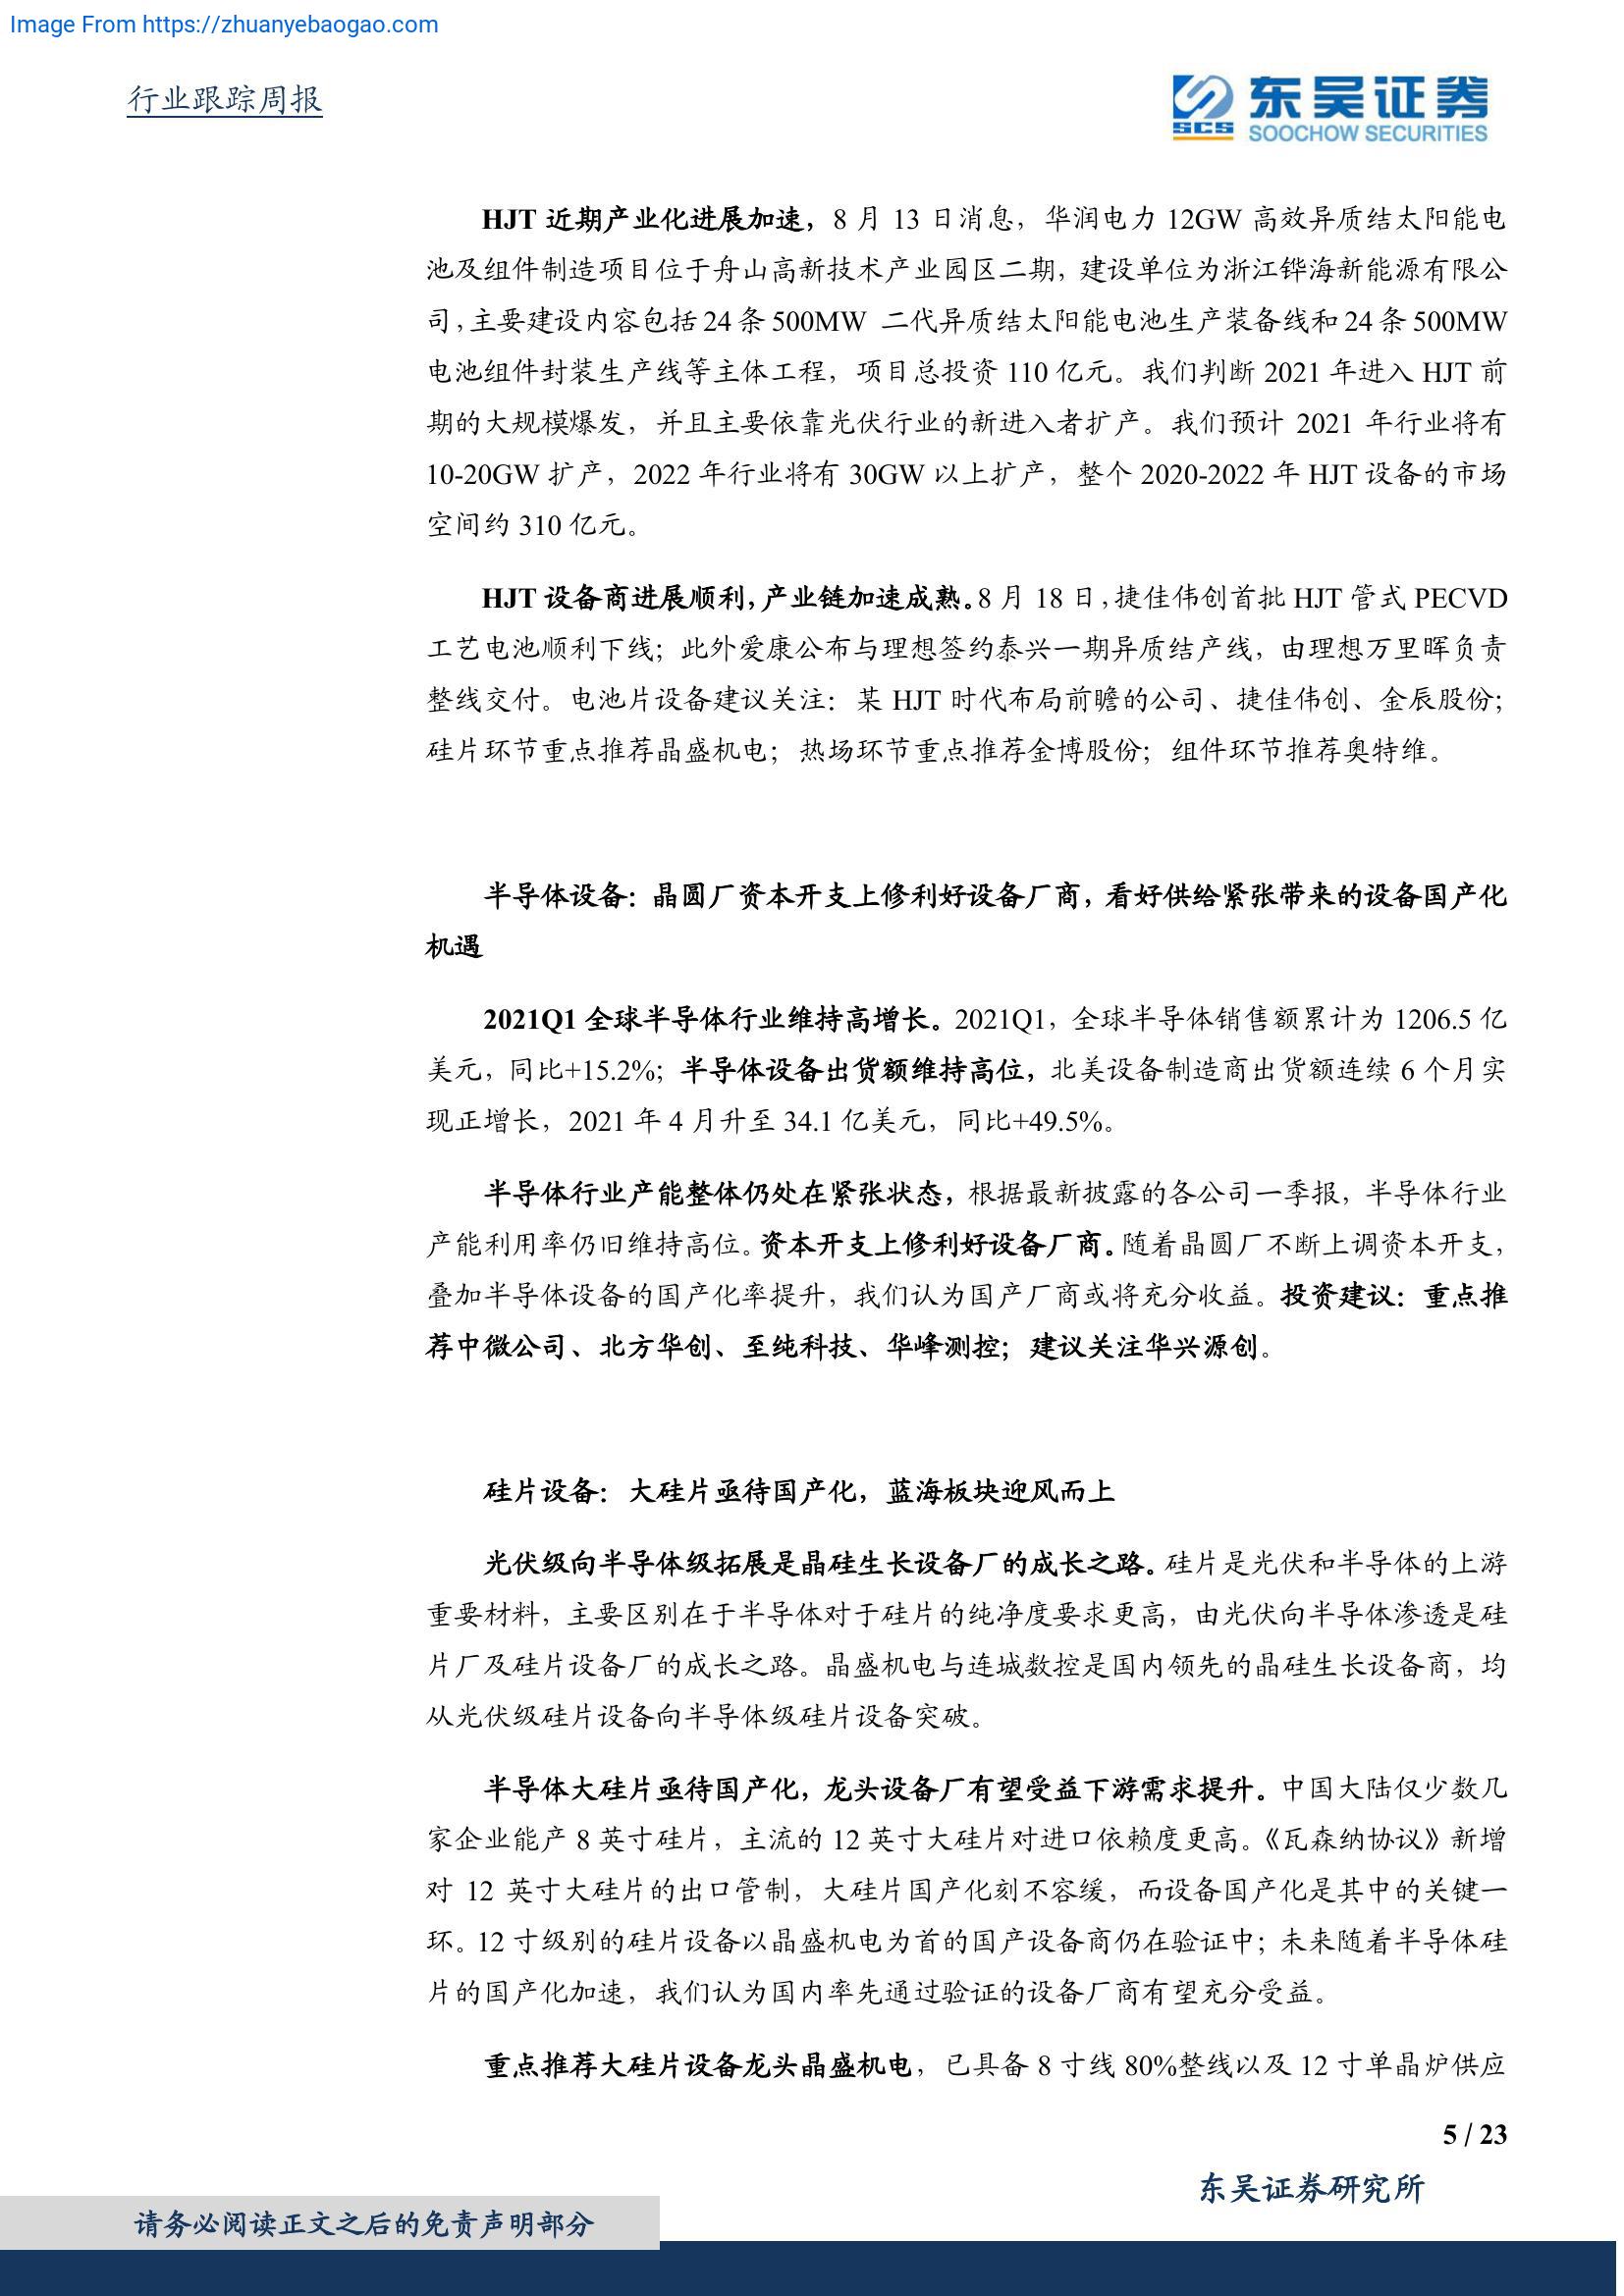 Image From https://zhuanyebaogao.com
行业跟踪周报
SCS 东吴证券
SOOCHOW SECURITIES
HJT 近期产业化进展加速，8 月 13 日消息，华润电力 12GW 高效异质结太阳能电
池及组件制造项目位于舟山高新技术产业园区二期，建设单位为浙江铧海新能源有限公
司，主要建设内容包括 24 条 500MW 二代异质结太阳能电池生产装备线和 24 条 500MW
电池组件封装生产线等主体工程，项目总投资 110 亿元。我们判断 2021 年进入 HJT 前
期的大规模爆发，并且主要依靠光伏行业的新进入者扩产。我们预计 2021 年行业将有
10-20GW 扩产，2022 年行业将有 30GW 以上扩产，整个 2020-2022 年 HJT 设备的市场
空间约 310 亿元。
HJT 设备商进展顺利，产业链加速成熟。8 月 18 日，捷佳伟创首批 HJT 管式 PECVD
工艺电池顺利下线；此外爱康公布与理想签约泰兴一期异质结产线，由理想万里晖负责
整线交付。电池片设备建议关注：某 HJT 时代布局前瞻的公司、捷佳伟创、金辰股份；
硅片环节重点推荐晶盛机电；热场环节重点推荐金博股份；组件环节推荐奥特维。
半导体设备：晶圆厂资本开支上修利好设备厂商，看好供给紧张带来的设备国产化
机遇
2021Q1 全球半导体行业维持高增长。2021Q1，全球半导体销售额累计为 1206.5 亿
美元，同比+15.2%；半导体设备出货额维持高位，北美设备制造商出货额连续 6 个月实
现正增长，2021 年 4 月升至 34.1 亿美元，同比+49.5%。
半导体行业产能整体仍处在紧张状态，根据最新披露的各公司一季报，半导体行业
产能利用率仍旧维持高位。资本开支上修利好设备厂商。随着晶圆厂不断上调资本开支，
叠加半导体设备的国产化率提升，我们认为国产厂商或将充分收益。投资建议：重点推
荐中微公司、北方华创、至纯科技、华峰测控；建议关注华兴源创。
硅片设备：大硅片亟待国产化，蓝海板块迎风而上
光伏级向半导体级拓展是晶硅生长设备厂的成长之路。硅片是光伏和半导体的上游
重要材料，主要区别在于半导体对于硅片的纯净度要求更高，由光伏向半导体渗透是硅
片厂及硅片设备厂的成长之路。晶盛机电与连城数控是国内领先的晶硅生长设备商，均
从光伏级硅片设备向半导体级硅片设备突破。
半导体大硅片亟待国产化，龙头设备厂有望受益下游需求提升。中国大陆仅少数几
家企业能产 8 英寸硅片，主流的 12 英寸大硅片对进口依赖度更高。《瓦森纳协议》新增
对 12 英寸大硅片的出口管制，大硅片国产化刻不容缓，而设备国产化是其中的关键一
环。12 寸级别的硅片设备以晶盛机电为首的国产设备商仍在验证中；未来随着半导体硅
片的国产化加速，我们认为国内率先通过验证的设备厂商有望充分受益。
重点推荐大硅片设备龙头晶盛机电，已具备 8 寸线 80%整线以及 12 寸单晶炉供应
5 / 23
东吴证券研究所
请务必阅读正文之后的免责声明部分